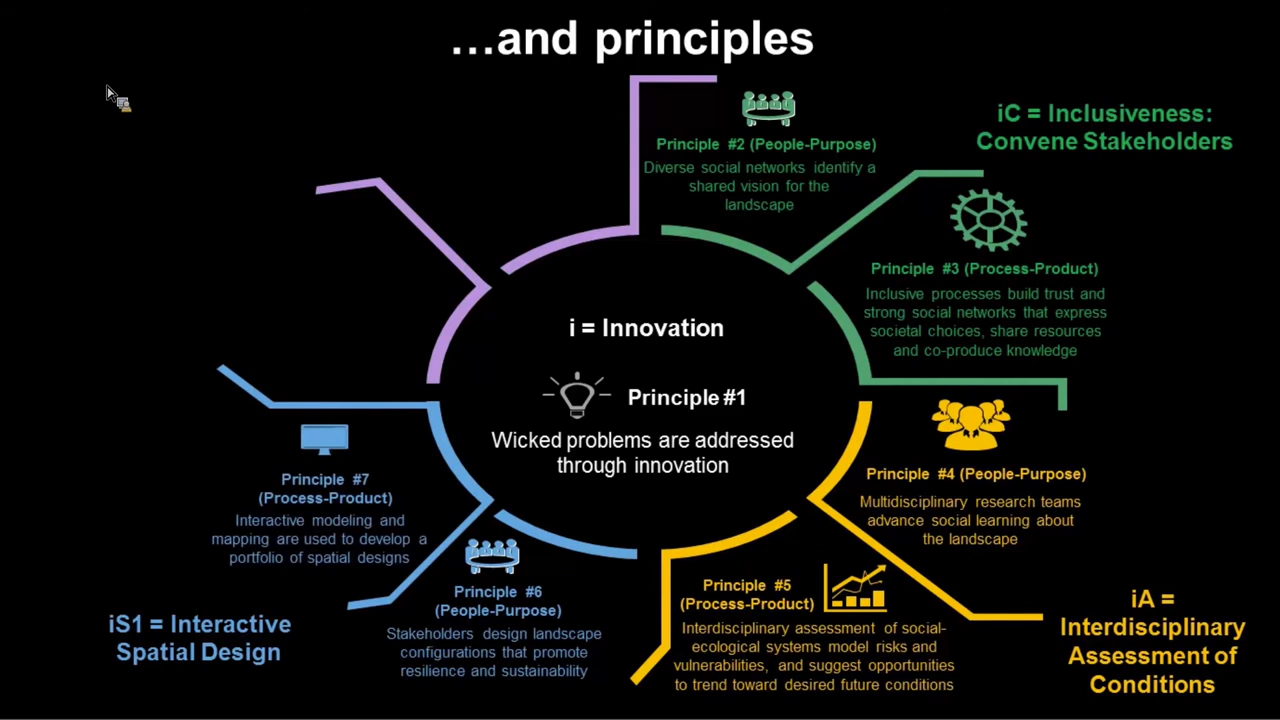 …and principles
Principle #2 (People-Purpose)
Diverse social networks identify a
shared vision for the
landscape
iC = Inclusiveness:
Convene Stakeholders
Principle #3 (Process-Product)
Inclusive processes build trust and
strong social networks that express
societal choices, share resources
and co-produce knowledge
i = Innovation
Principle #1
Wicked problems are addressed
through innovation
Principle #4 (People-Purpose)
Multidisciplinary research teams
advance social learning about
the landscape
iA =
Interdisciplinary
Assessment of
Conditions
Principle #5
(Process-Product)
Interdisciplinary assessment of social-
ecological systems model risks and
vulnerabilities, and suggest opportunities
to trend toward desired future conditions
Principle #6
(People-Purpose)
Stakeholders design landscape
configurations that promote
resilience and sustainability
Principle #7
(Process-Product)
Interactive modeling and
mapping are used to develop a
portfolio of spatial designs
iS1 = Interactive
Spatial Design